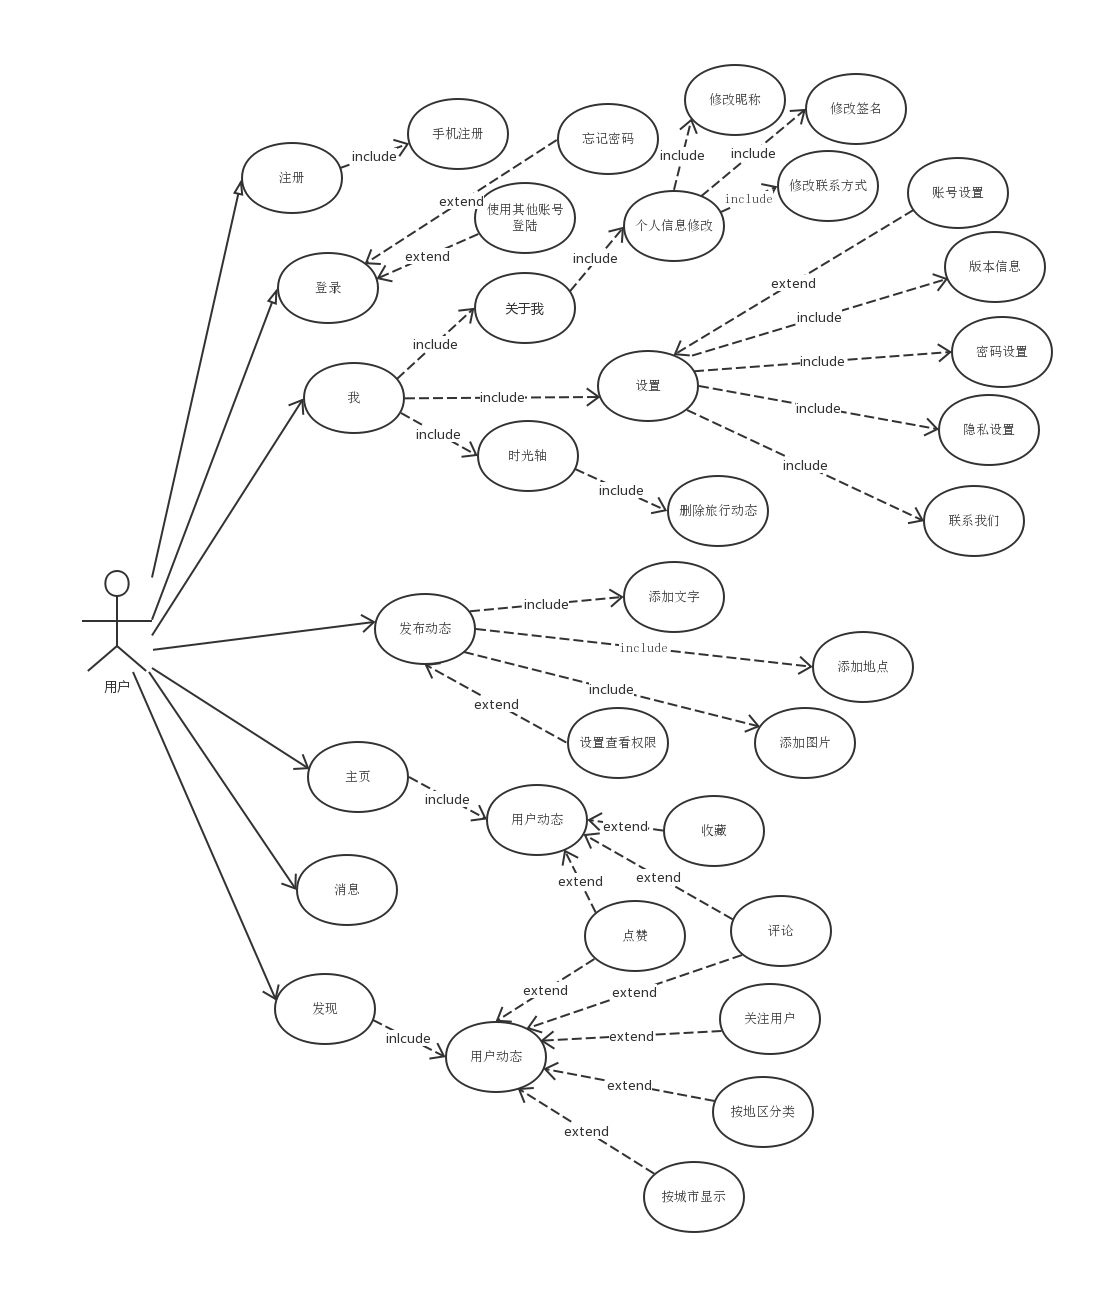 修改昵称
修改签名
手机注册
忘记密码
include
include
include
注册
修改联系方式
账号设置
include
extend
使用其他账号
登陆
个人信息修改
extend
include
版本信息
登录
extend
关于我
include
include
密码设置
include
设置
我
include
include
隐私设置
include
时光轴
include
include
删除旅行动态
联系我们
添加文字
include
发布动态
include
添加地点
用户
include
extend
设置查看权限
添加图片
主页
include
用户动态
extend
收藏
extend
extend
消息
点赞
评论
extend
extend
发现
关注用户
inlcude
extend
用户动态
extend
按地区分类
extend
按城市显示